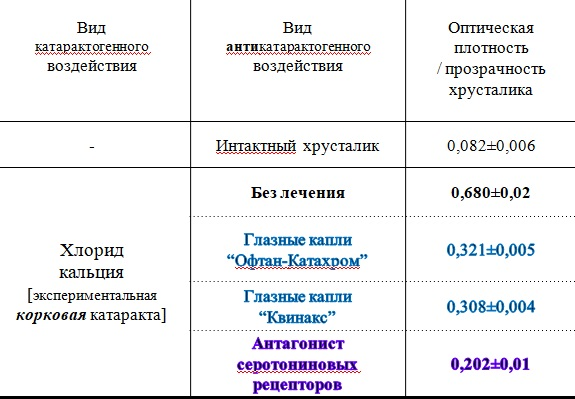 Вид
катарактогенного
воздействия
Вид
антикатарактогенного
воздействия
Оптическая
плотность
/ прозрачность
хрусталика
-
Интактный хрусталик
0,082±0,006
Хлорид
кальция
[экспериментальная
корковая катаракта]
Без лечения
0,680±0,02
Глазные капли
“Офтан-Катахром”
0,321±0,005
Глазные капли
“Квинакс”
0,308±0,004
Антагонист
серотониновых
рецепторов
0,202±0,01